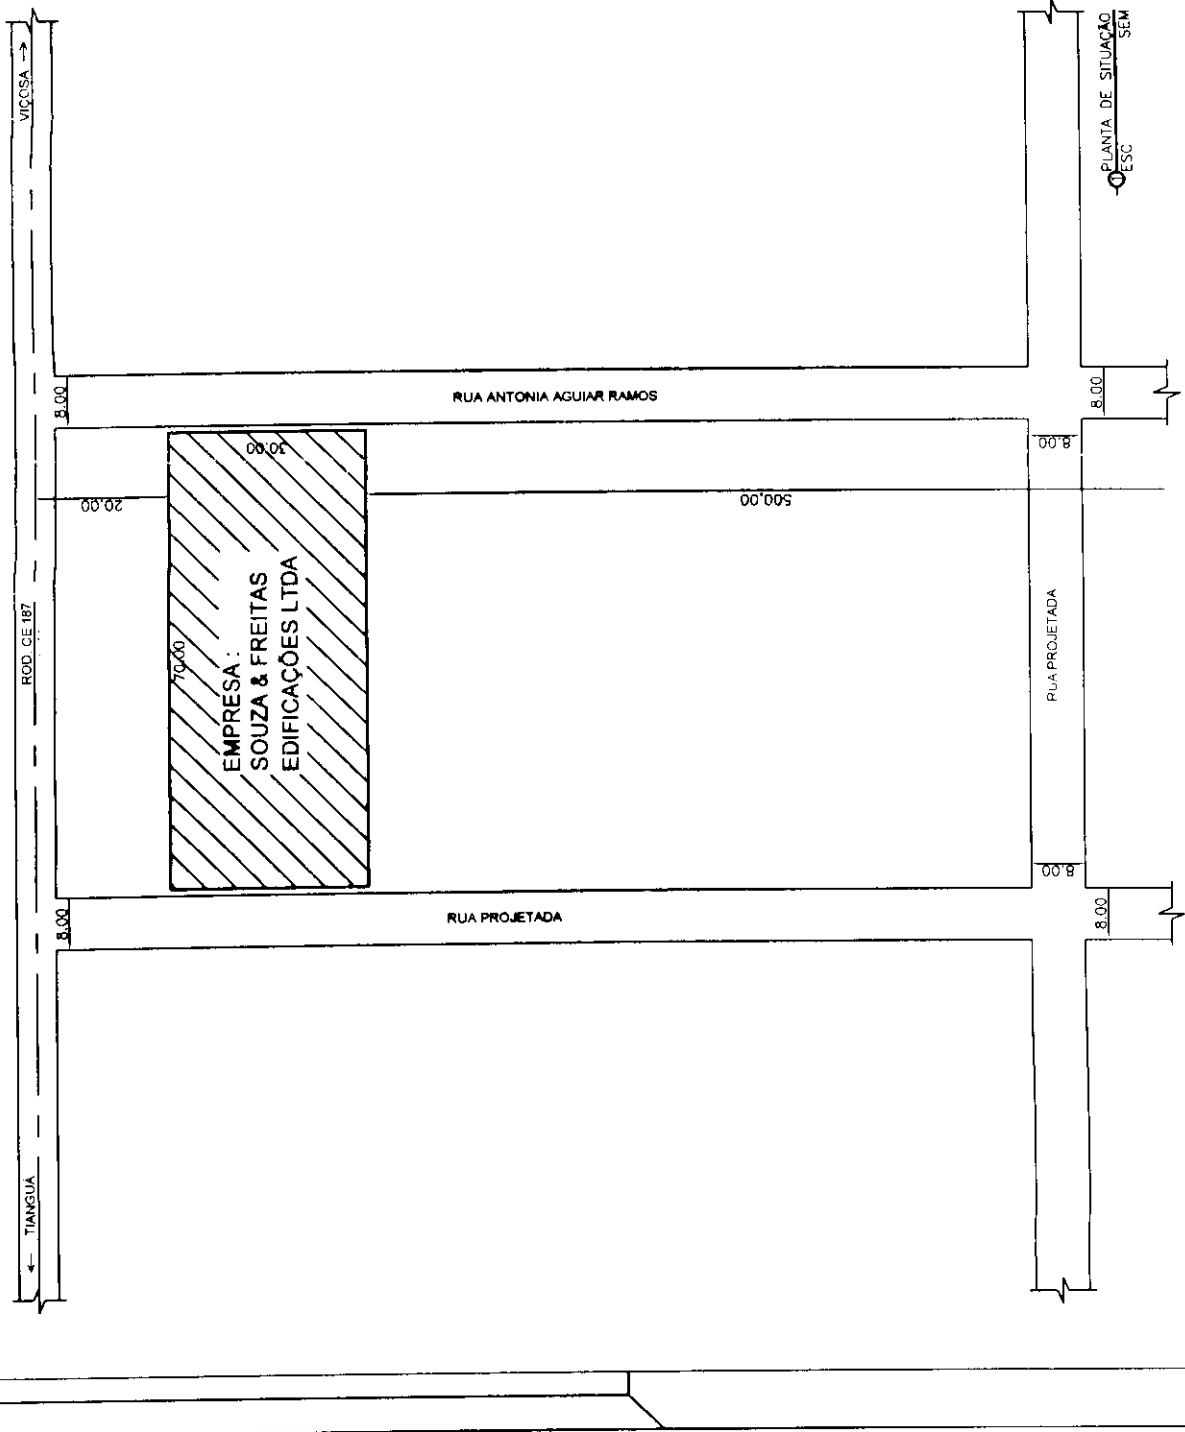 VIÇOSA →
ROD. CE 187
← TIANGUÁ
8.00
RUA ANTONIA AGUIAR RAMOS
8.00
20,00
30.00
70.00
EMPRESA :
SOUZA & FREITAS
EDIFICAÇÕES LTDA
500,00
8.00
RUA PROJETADA
8.00
8.00
RUA PROJETADA
8.00
1 PLANTA DE SITUAÇÃO
ESC SEM